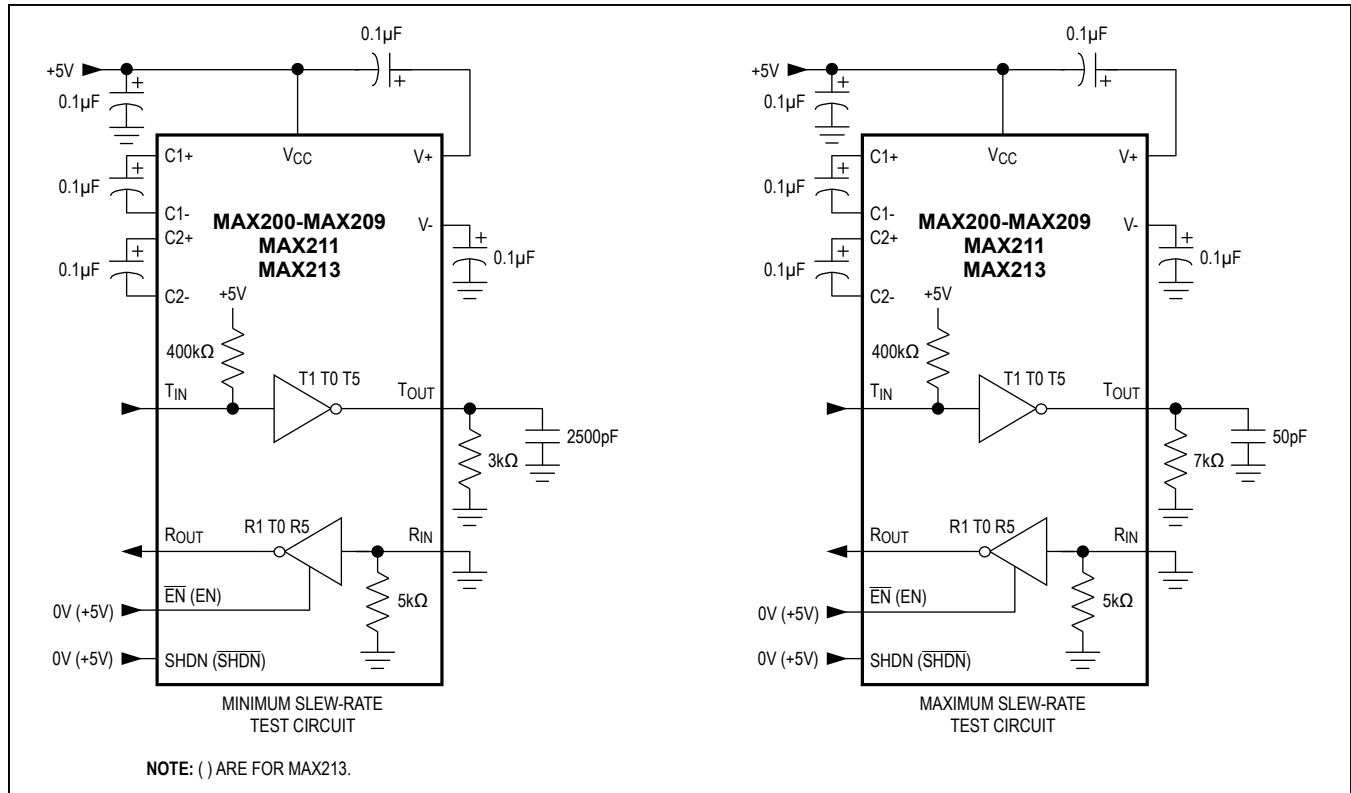 0.1µF
+5V
0.1µF
C1+
VCC
V+
0.1µF
C1-
MAX200-MAX209
V-
C2+
MAX211
0.1µF
MAX213
0.1µF
C2-
+5V
400kΩ
T1 T0 T5
TIN
TOUT
2500pF
3kΩ
ROUT
R1 T0 R5
RIN
EN (EN)
0V (+5V)
5kΩ
0V (+5V)
SHDN (SHDN)
MINIMUM SLEW-RATE
TEST CIRCUIT
0.1µF
+5V
0.1µF
C1+
VCC
V+
0.1µF
C1-
MAX200-MAX209
V-
C2+
MAX211
0.1µF
MAX213
0.1µF
C2-
+5V
400kΩ
T1 T0 T5
TIN
TOUT
50pF
7kΩ
ROUT
R1 T0 R5
RIN
EN (EN)
0V (+5V)
5kΩ
0V (+5V)
SHDN (SHDN)
MAXIMUM SLEW-RATE
TEST CIRCUIT
NOTE: ( ) ARE FOR MAX213.